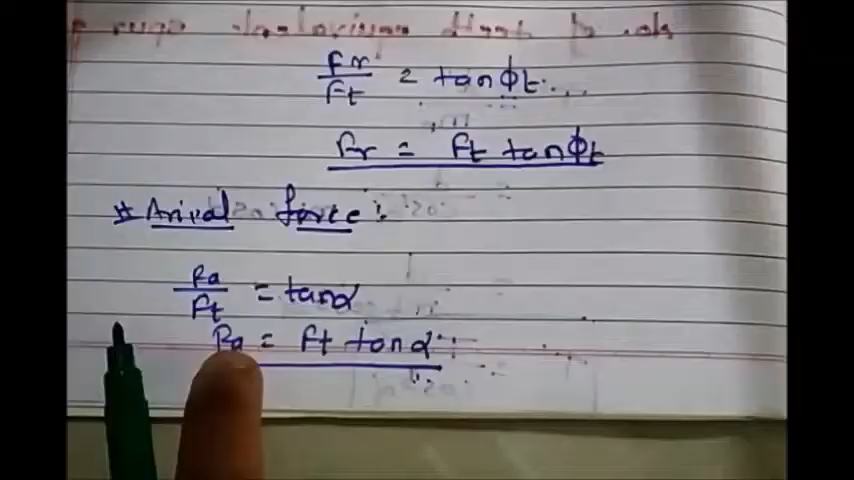 Fr/Ft = tanϕt...
Fr = Ft tanϕt
* Axial force :
Fa/Ft = tanα
Fa = Ft tanα